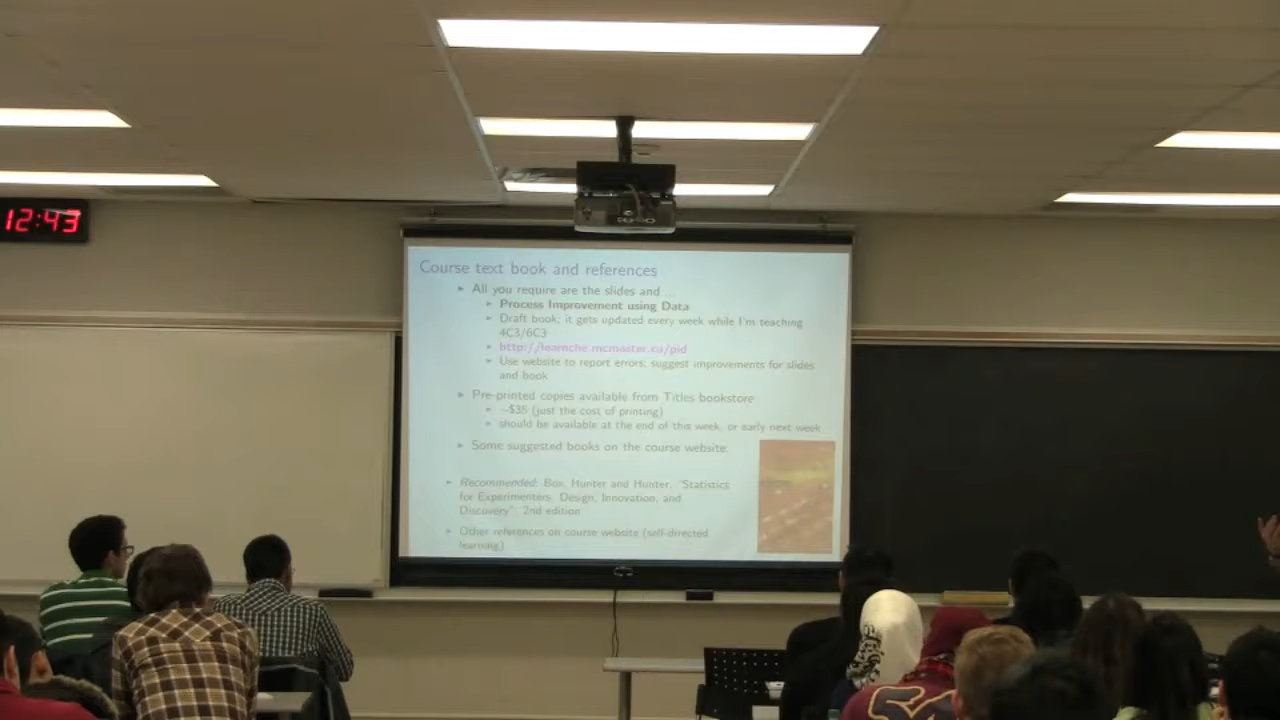 12:43
Course text book and references
All you require are the slides and ...
Process Improvement using Data
Draft book; it gets updated every week while I'm teaching
4C3/6C3
http://learnche.mcmaster.ca/pid
Use website to report errors, suggest improvements for slides
and book
Pre-printed copies available from Titles bookstore
~$35 (just the cost of printing)
should be available at the end of this week, or early next week
Some suggested books on the course website.
Recommended: Box, Hunter and Hunter, "Statistics
for Experimenters: Design, Innovation, and
Discovery", 2nd edition
Other references on course website (self-directed
learning)